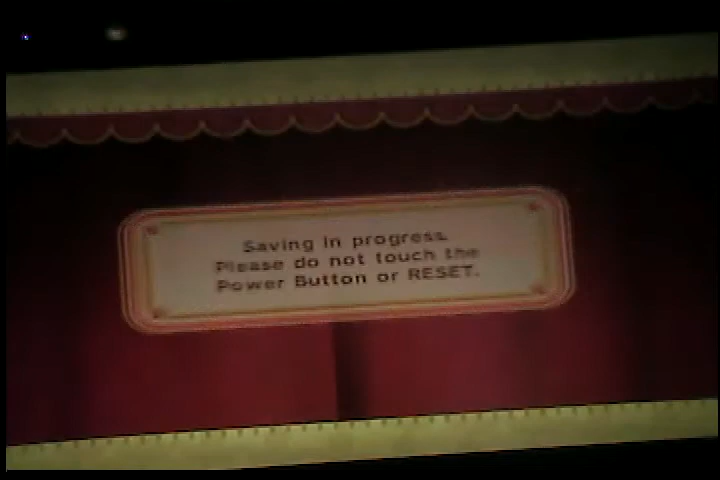 Saving in progress.
Please do not touch the
Power Button or RESET.